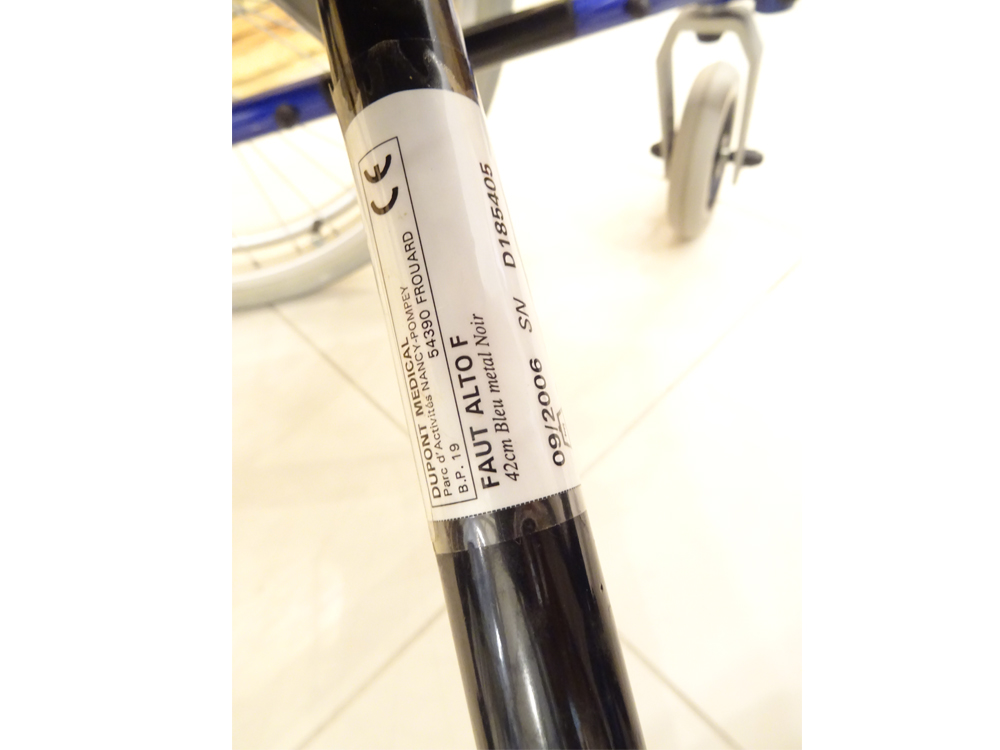 DUPONT MEDICAL
Parc d'Activités NANCY-POMPEY
B.P. 19 54390 FROUARD
CE
FAUT ALTO F
42cm Bleu metal Noir
09/2006 SN D185405